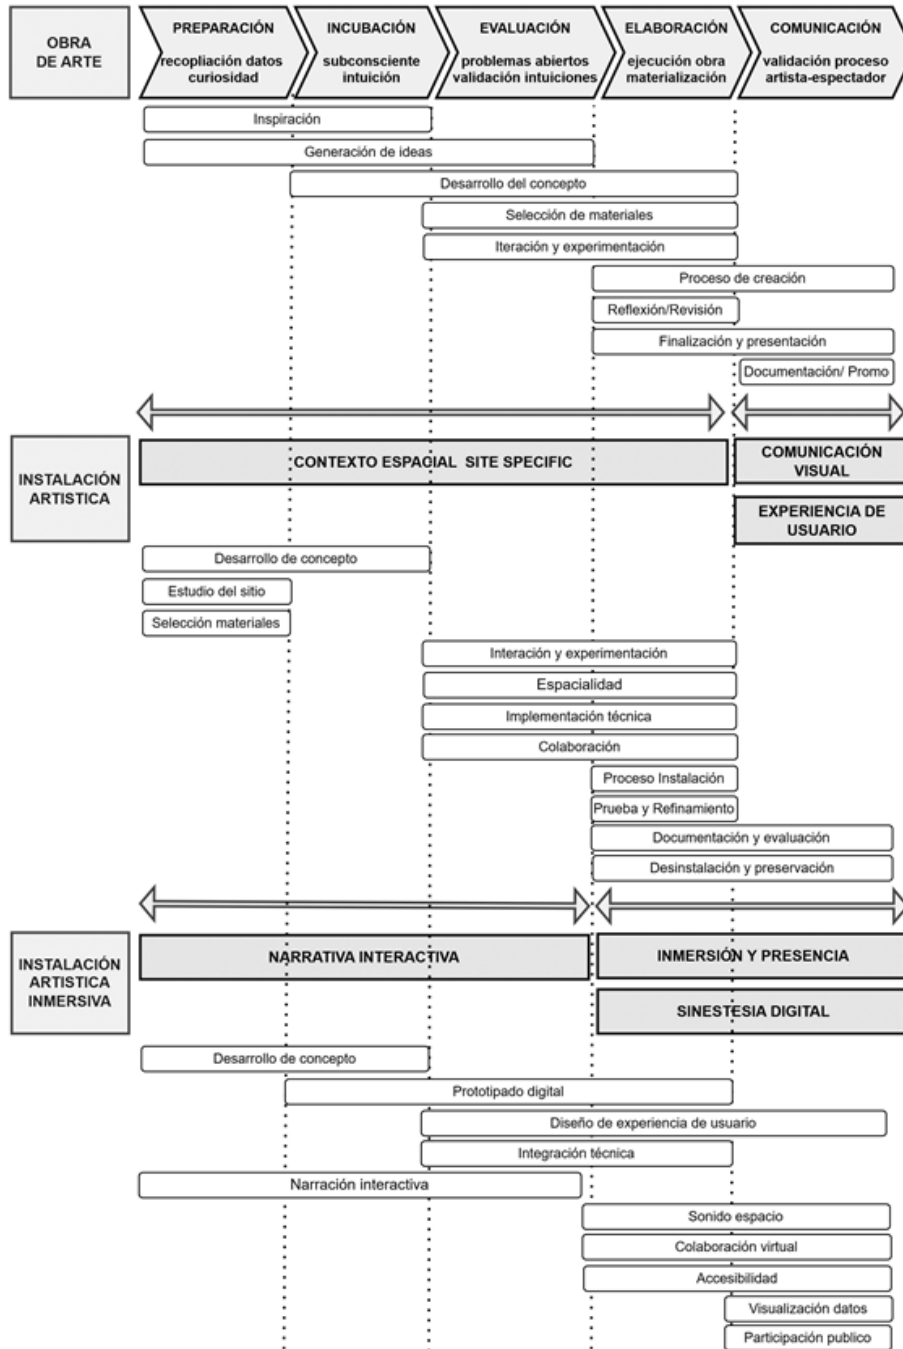 OBRA
DE ARTE
PREPARACIÓN
recopliación datos
curiosidad
INCUBACIÓN
subconsciente
intuición
EVALUACIÓN
problemas abiertos
validación intuiciones
ELABORACIÓN
ejecución obra
materialización
COMUNICACIÓN
validación proceso
artista-espectador
Inspiración
Generación de ideas
Desarrollo del concepto
Selección de materiales
Iteración y experimentación
Proceso de creación
Reflexión/Revisión
Finalización y presentación
Documentación/ Promo
INSTALACIÓN
ARTISTICA
CONTEXTO ESPACIAL SITE SPECIFIC
COMUNICACIÓN
VISUAL
EXPERIENCIA DE
USUARIO
Desarrollo de concepto
Estudio del sitio
Selección materiales
Interación y experimentación
Espacialidad
Implementación técnica
Colaboración
Proceso Instalación
Prueba y Refinamiento
Documentación y evaluación
Desinstalación y preservación
INSTALACIÓN
ARTISTICA
INMERSIVA
NARRATIVA INTERACTIVA
INMERSIÓN Y PRESENCIA
SINESTESIA DIGITAL
Desarrollo de concepto
Prototipado digital
Diseño de experiencia de usuario
Integración técnica
Narración interactiva
Sonido espacio
Colaboración virtual
Accesibilidad
Visualización datos
Participación publico